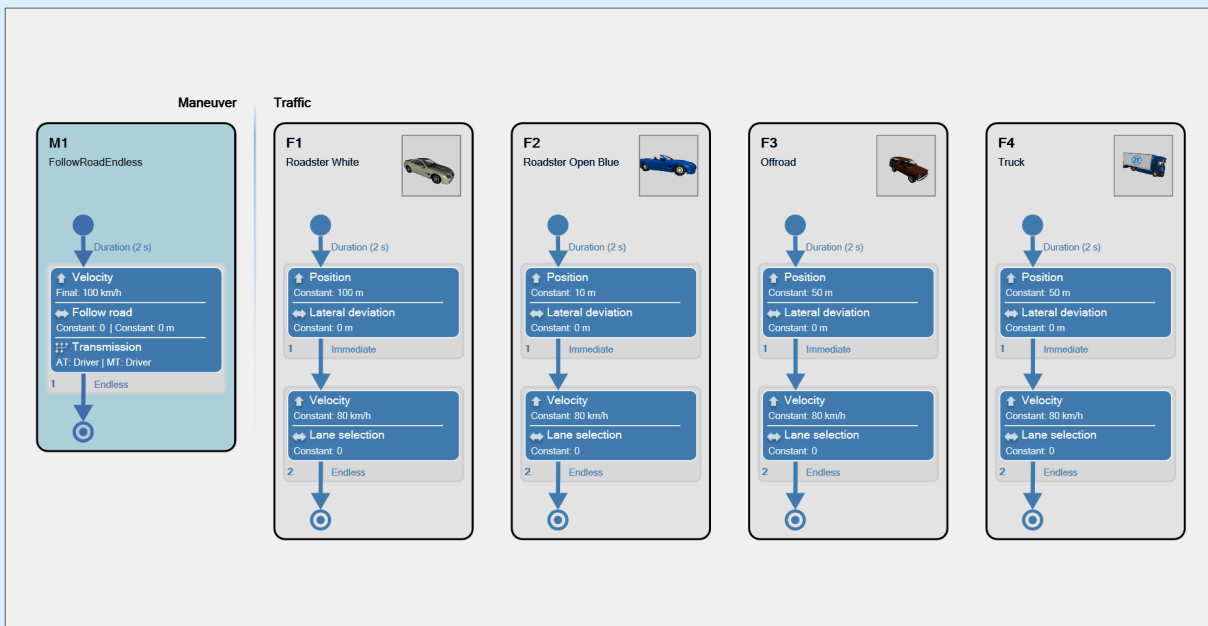 Maneuver
Traffic
M1
FollowRoadEndless
Duration (2 s)
Velocity
Final: 100 km/h
Follow road
Constant: 0 | Constant: 0 m
Transmission
AT: Driver | MT: Driver
1 Endless
F1
Roadster White
Duration (2 s)
Position
Constant: 100 m
Lateral deviation
Constant: 0 m
1 Immediate
Velocity
Constant: 80 km/h
Lane selection
Constant: 0
2 Endless
F2
Roadster Open Blue
Duration (2 s)
Position
Constant: 10 m
Lateral deviation
Constant: 0 m
1 Immediate
Velocity
Constant: 80 km/h
Lane selection
Constant: 0
2 Endless
F3
Offroad
Duration (2 s)
Position
Constant: 50 m
Lateral deviation
Constant: 0 m
1 Immediate
Velocity
Constant: 80 km/h
Lane selection
Constant: 0
2 Endless
F4
Truck
Duration (2 s)
Position
Constant: 50 m
Lateral deviation
Constant: 0 m
1 Immediate
Velocity
Constant: 80 km/h
Lane selection
Constant: 0
2 Endless